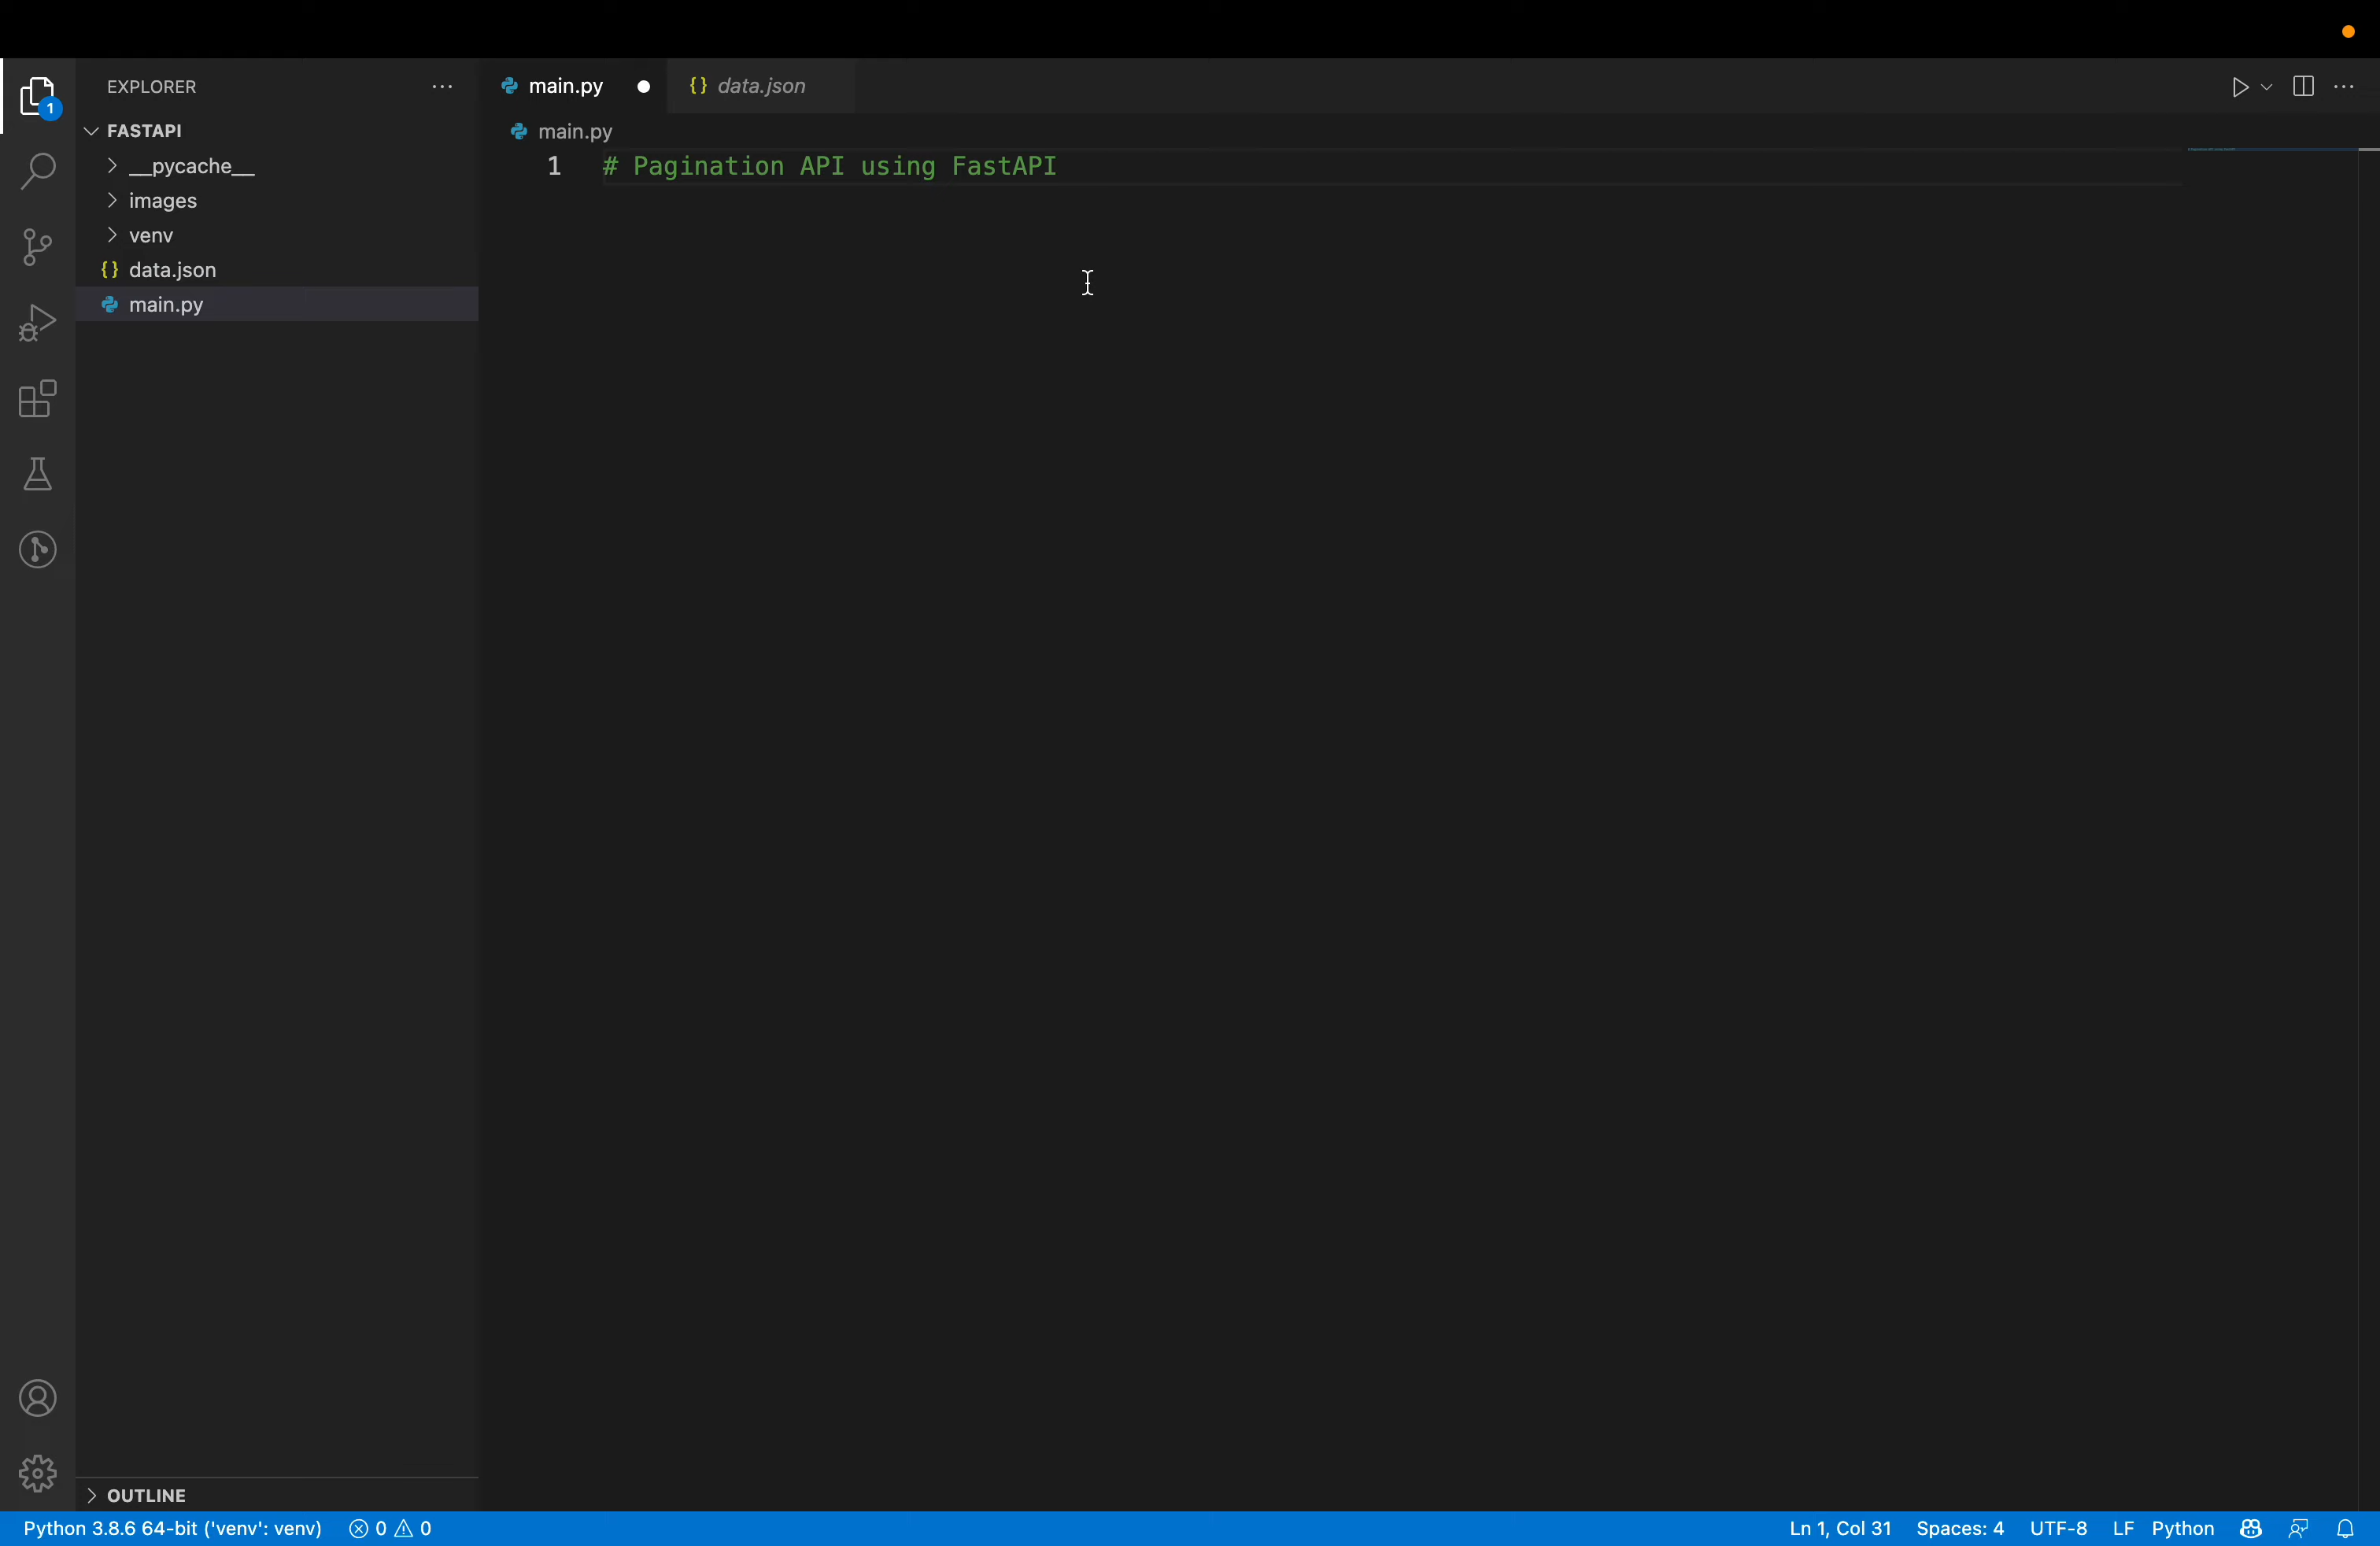 EXPLORER
1
FASTAPI
__pycache__
images
venv
{} data.json
main.py
OUTLINE
main.py
{} data.json
main.py
1 # Pagination API using FastAPI
Python 3.8.6 64-bit ('venv': venv) 0 0 Ln 1, Col 31 Spaces: 4 UTF-8 LF Python